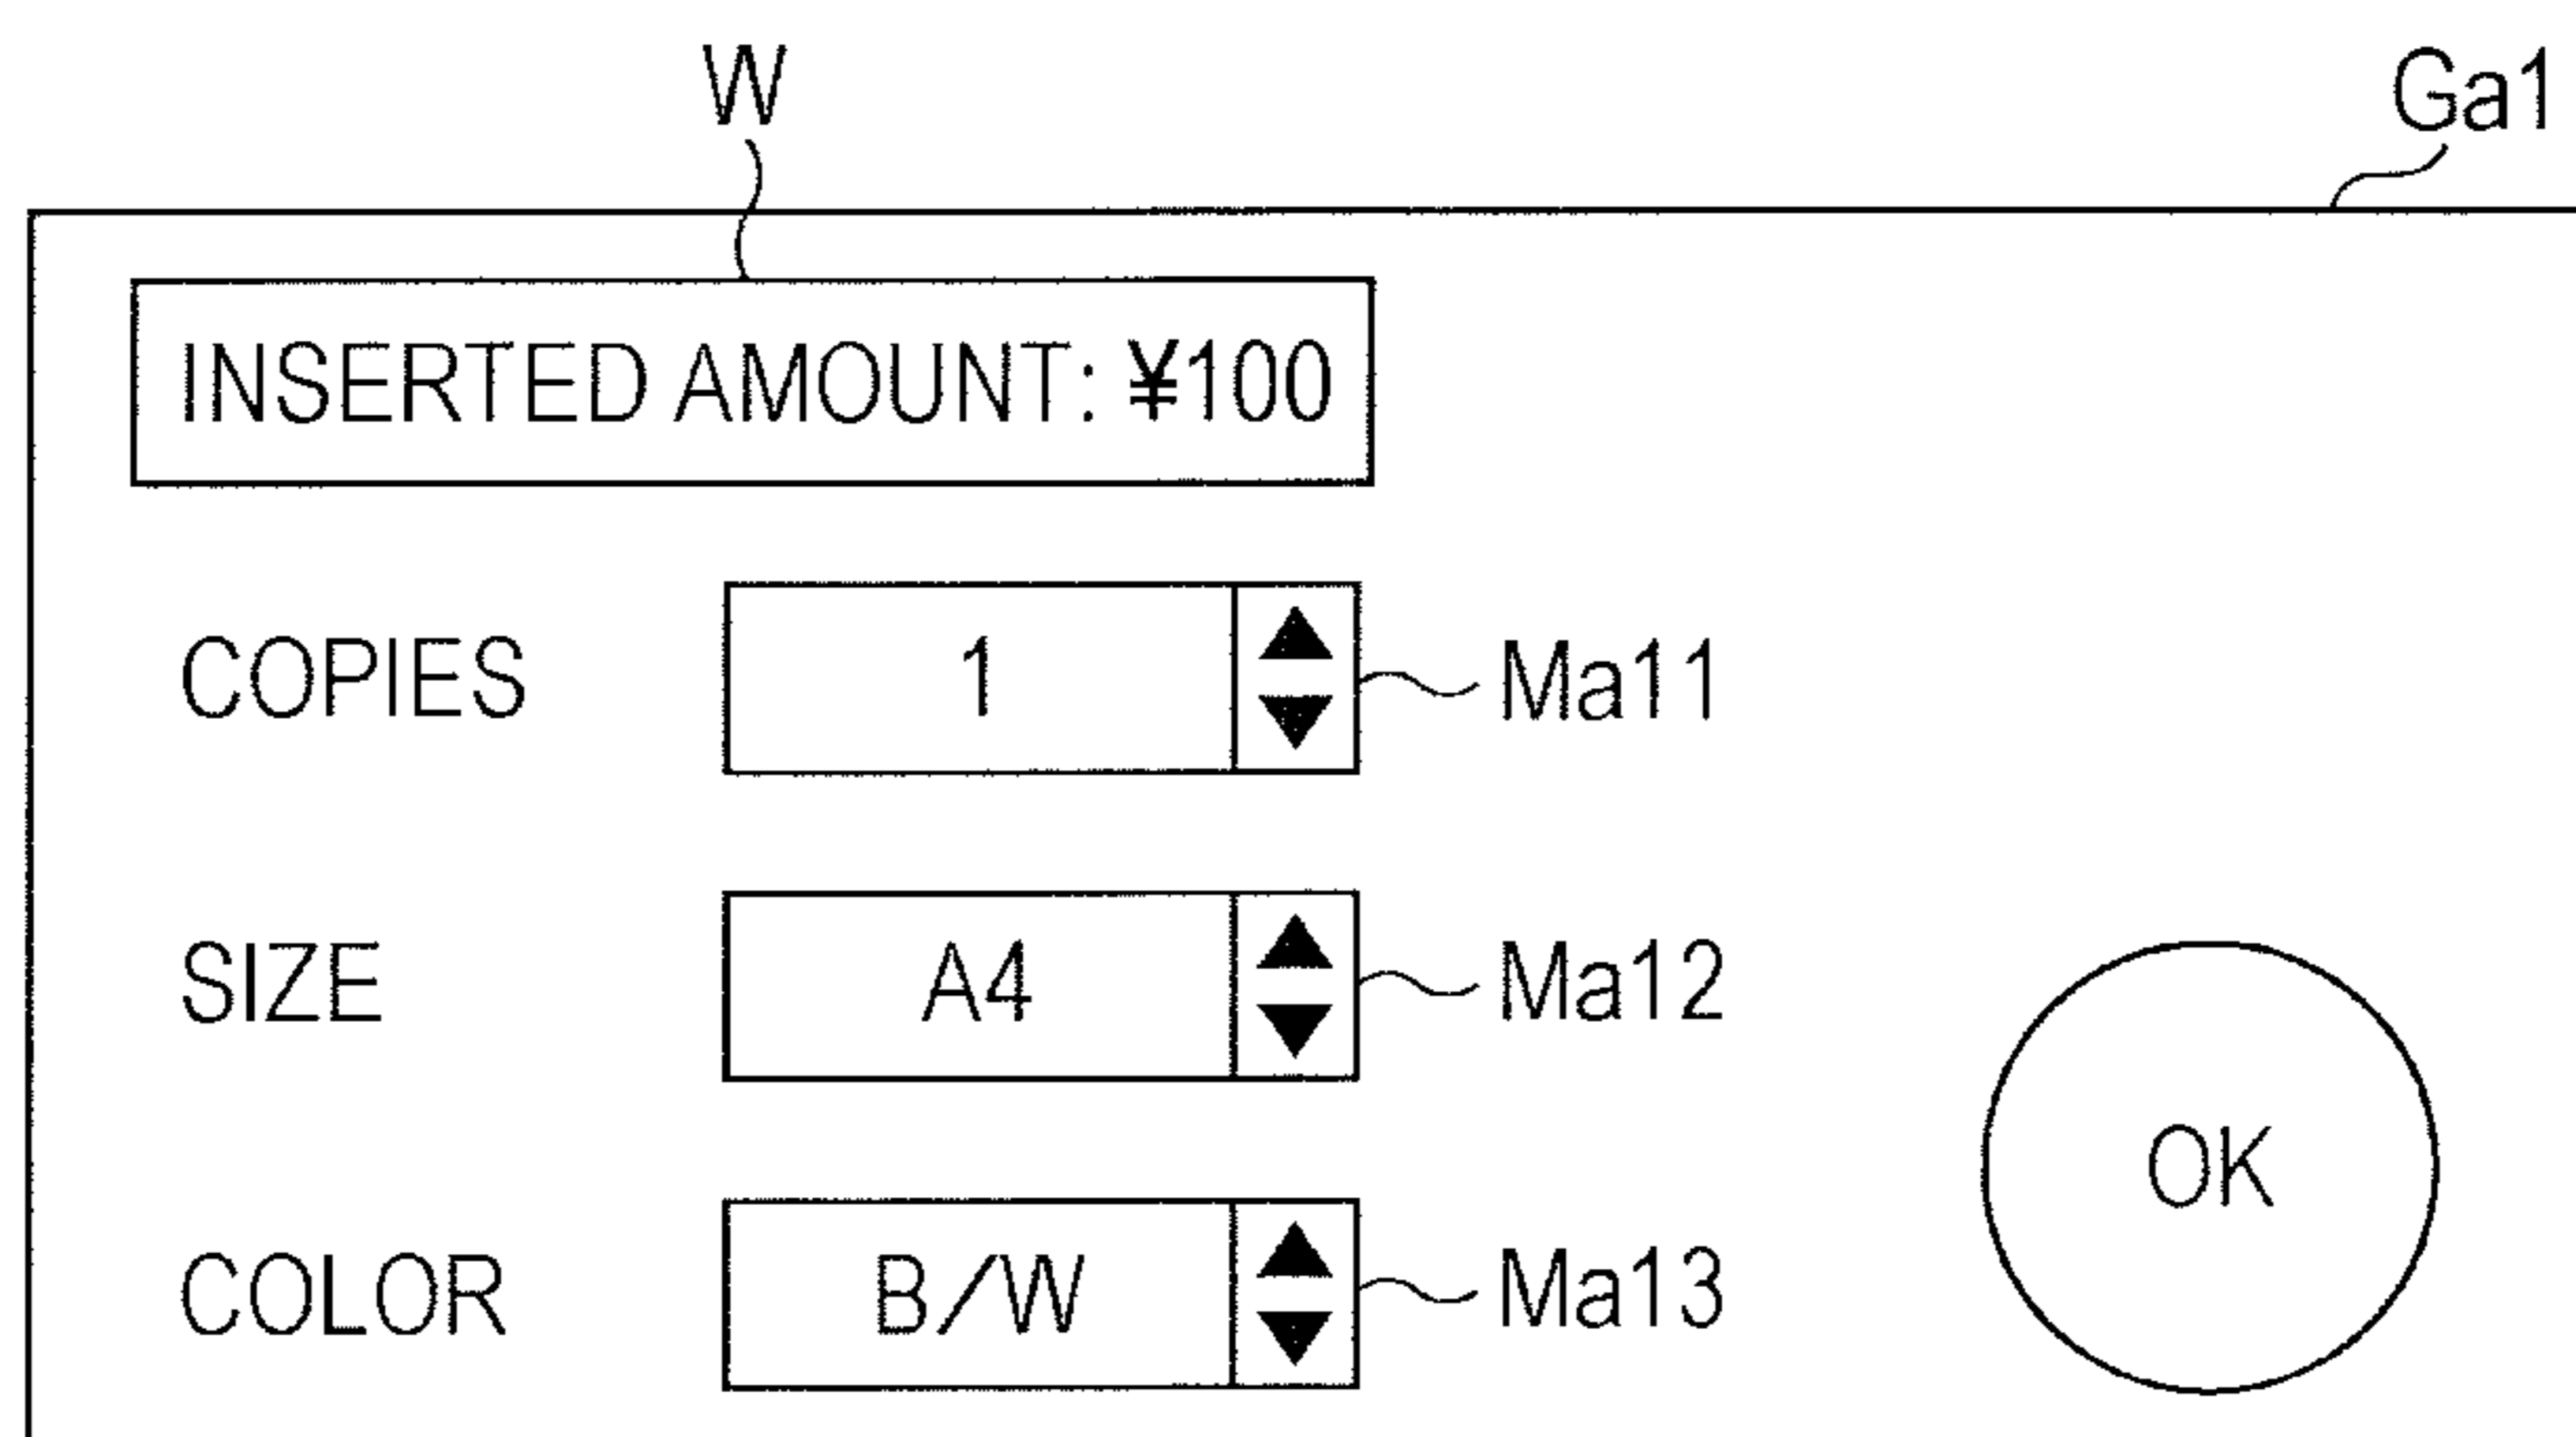 W
Ga1
INSERTED AMOUNT: ¥100
COPIES 1 Ma11
SIZE A4 Ma12
OK
COLOR B/W Ma13